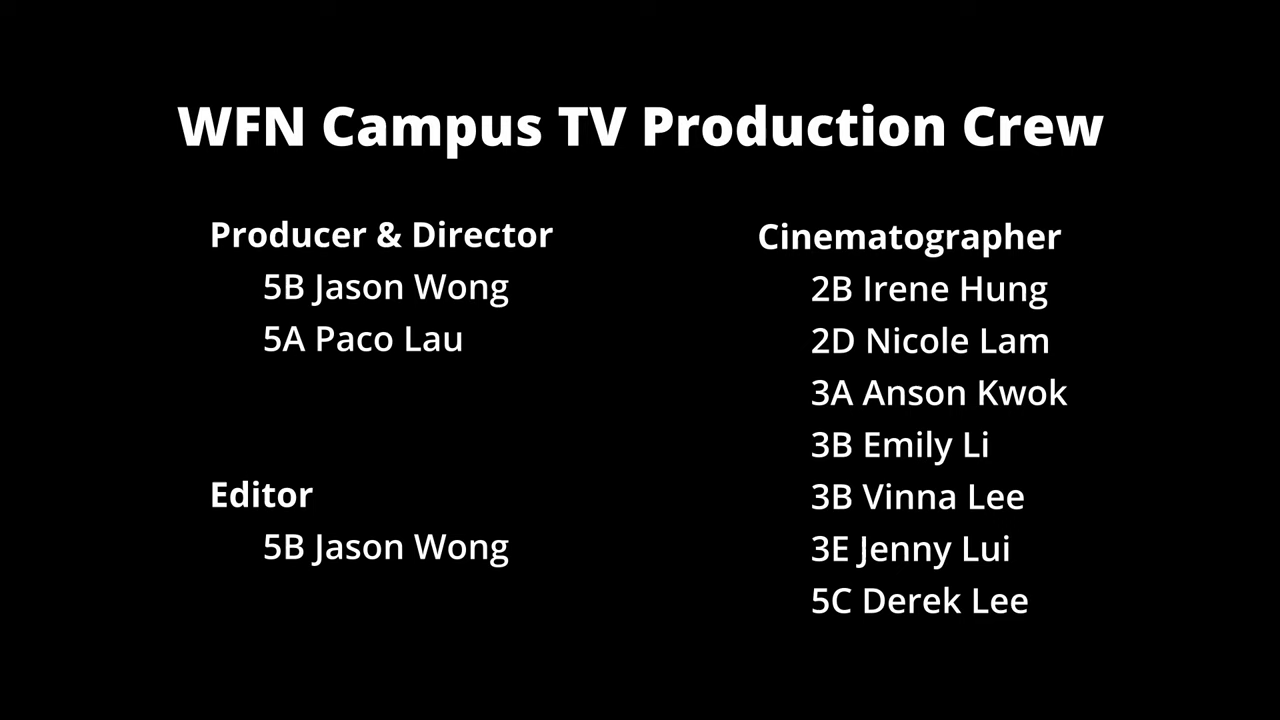 WFN Campus TV Production Crew
Producer & Director
5B Jason Wong
5A Paco Lau
Editor
5B Jason Wong
Cinematographer
2B Irene Hung
2D Nicole Lam
3A Anson Kwok
3B Emily Li
3B Vinna Lee
3E Jenny Lui
5C Derek Lee